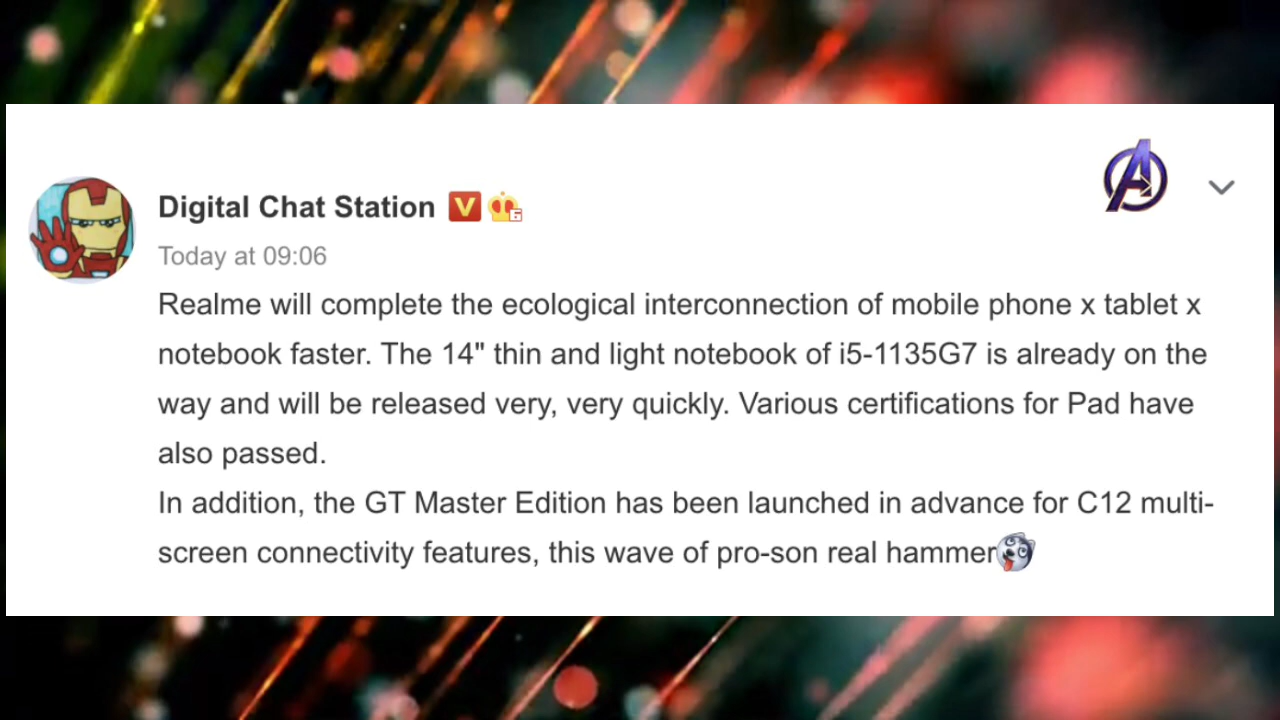 Digital Chat Station
Today at 09:06
Realme will complete the ecological interconnection of mobile phone x tablet x
notebook faster. The 14" thin and light notebook of i5-1135G7 is already on the
way and will be released very, very quickly. Various certifications for Pad have
also passed.
In addition, the GT Master Edition has been launched in advance for C12 multi-
screen connectivity features, this wave of pro-son real hammer